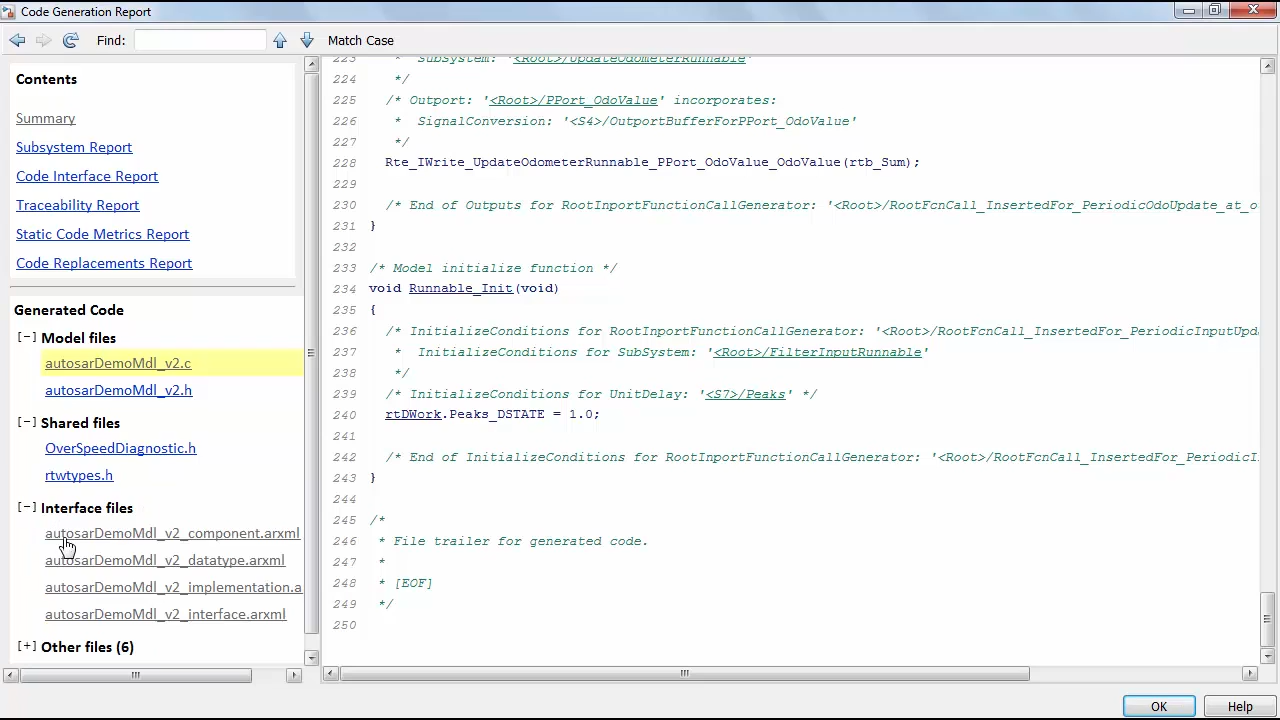 Code Generation Report
Find:
Match Case
Contents
Summary
Subsystem Report
Code Interface Report
Traceability Report
Static Code Metrics Report
Code Replacements Report
Generated Code
[-] Model files
autosarDemoMdl_v2.c
autosarDemoMdl_v2.h
[-] Shared files
OverSpeedDiagnostic.h
rtwtypes.h
[-] Interface files
autosarDemoMdl_v2_component.arxml
autosarDemoMdl_v2_datatype.arxml
autosarDemoMdl_v2_implementation.a
autosarDemoMdl_v2_interface.arxml
[+] Other files (6)
223 * SubSystem: '<Root>/UpdateOdometerRunnable'
224 */
225 /* Outport: '<Root>/PPort_OdoValue' incorporates:
226 * SignalConversion: '<S4>/OutportBufferForPPort_OdoValue'
227 */
228 Rte_IWrite_UpdateOdometerRunnable_PPort_OdoValue_OdoValue(rtb_Sum);
229
230 /* End of Outputs for RootInportFunctionCallGenerator: '<Root>/RootFcnCall_InsertedFor_PeriodicOdoUpdate_at_o
231 }
232
233 /* Model initialize function */
234 void Runnable_Init(void)
235 {
236 /* InitializeConditions for RootInportFunctionCallGenerator: '<Root>/RootFcnCall_InsertedFor_PeriodicInputUpd
237 * InitializeConditions for SubSystem: '<Root>/FilterInputRunnable'
238 */
239 /* InitializeConditions for UnitDelay: '<S7>/Peaks' */
240 rtDWork.Peaks_DSTATE = 1.0;
241
242 /* End of InitializeConditions for RootInportFunctionCallGenerator: '<Root>/RootFcnCall_InsertedFor_PeriodicI
243 }
244
245 /*
246 * File trailer for generated code.
247 *
248 * [EOF]
249 */
250
OK
Help